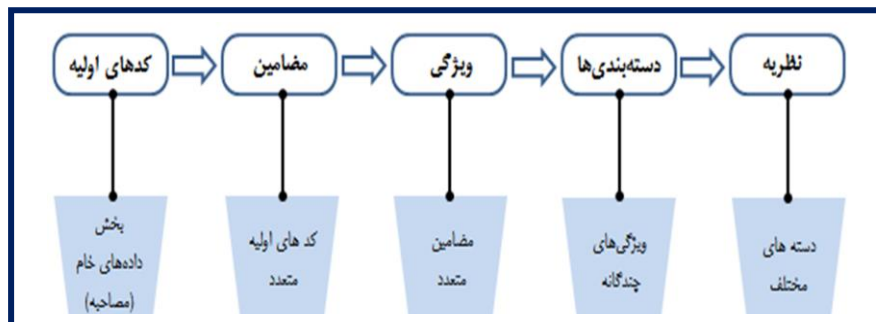 کدهای اولیه
مضامین
ویژگی
دسته‌بندی‌ها
نظریه
بخش
داده‌های خام
(مصاحبه)
کد های اولیه
متعدد
مضامین
متعدد
ویژگی‌های
چندگانه
دسته های
مختلف